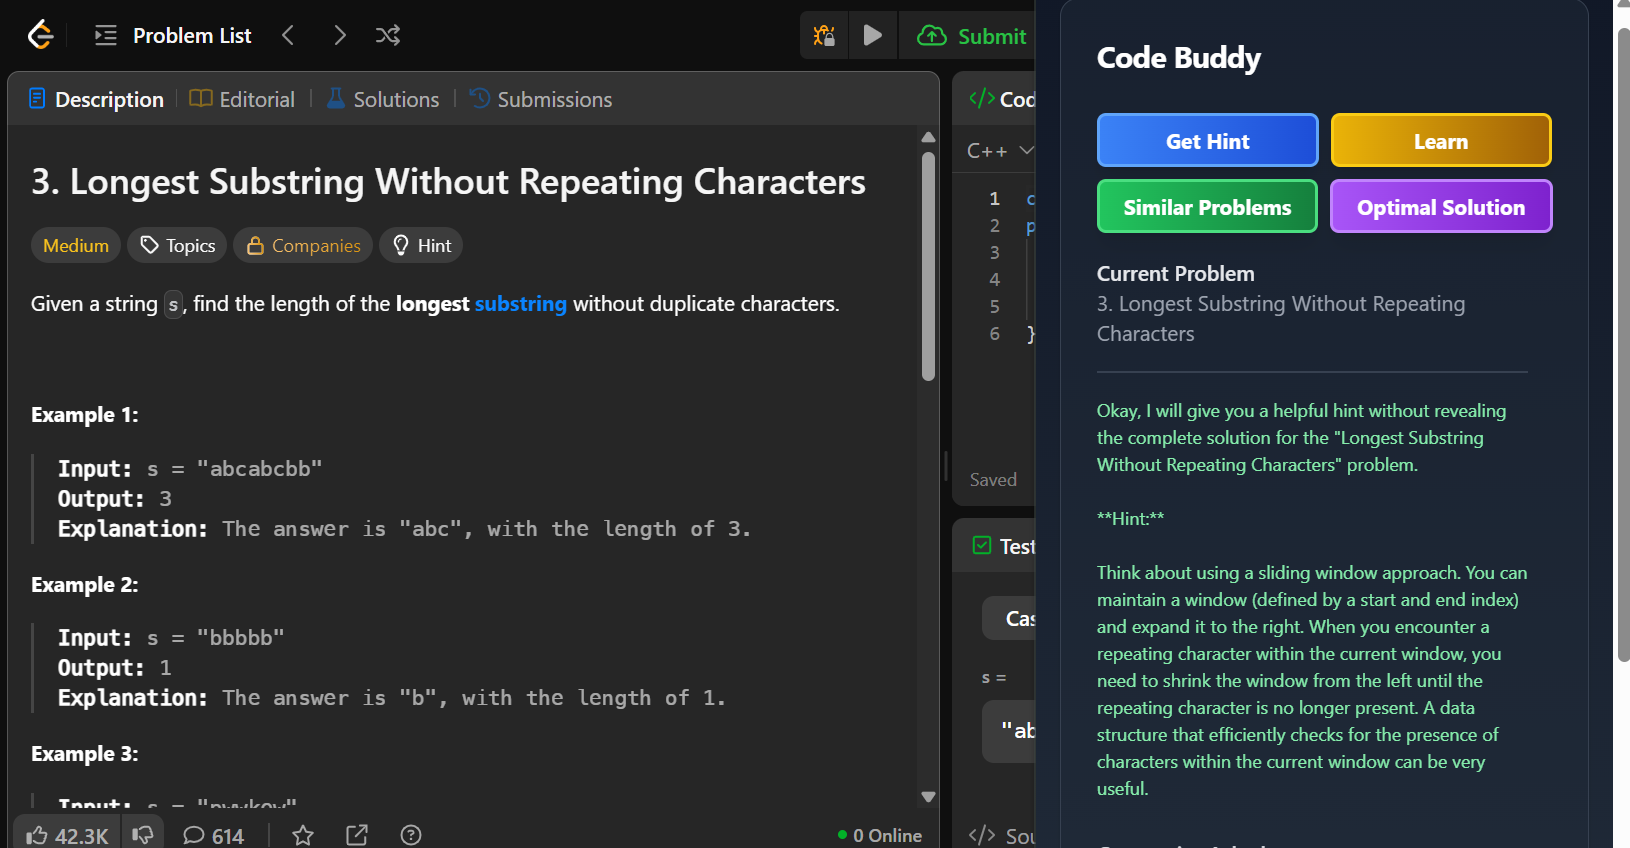 Problem List
Submit
Description
Editorial
Solutions
Submissions
3. Longest Substring Without Repeating Characters
Medium
Topics
Companies
Hint
Given a string s, find the length of the longest substring without duplicate characters.
Example 1:
Input: s = "abcabcbb"
Output: 3
Explanation: The answer is "abc", with the length of 3.
Example 2:
Input: s = "bbbbb"
Output: 1
Explanation: The answer is "b", with the length of 1.
Example 3:
Input: s = "pwwkew"
42.3K
614
0 Online
</> Cod
C++
1 c
2 p
3
4
5
6 }
Saved
Test
Cas
s =
"ab
</> Sou
Code Buddy
Get Hint
Learn
Similar Problems
Optimal Solution
Current Problem
3. Longest Substring Without Repeating
Characters
Okay, I will give you a helpful hint without revealing
the complete solution for the "Longest Substring
Without Repeating Characters" problem.
**Hint:**
Think about using a sliding window approach. You can
maintain a window (defined by a start and end index)
and expand it to the right. When you encounter a
repeating character within the current window, you
need to shrink the window from the left until the
repeating character is no longer present. A data
structure that efficiently checks for the presence of
characters within the current window can be very
useful.